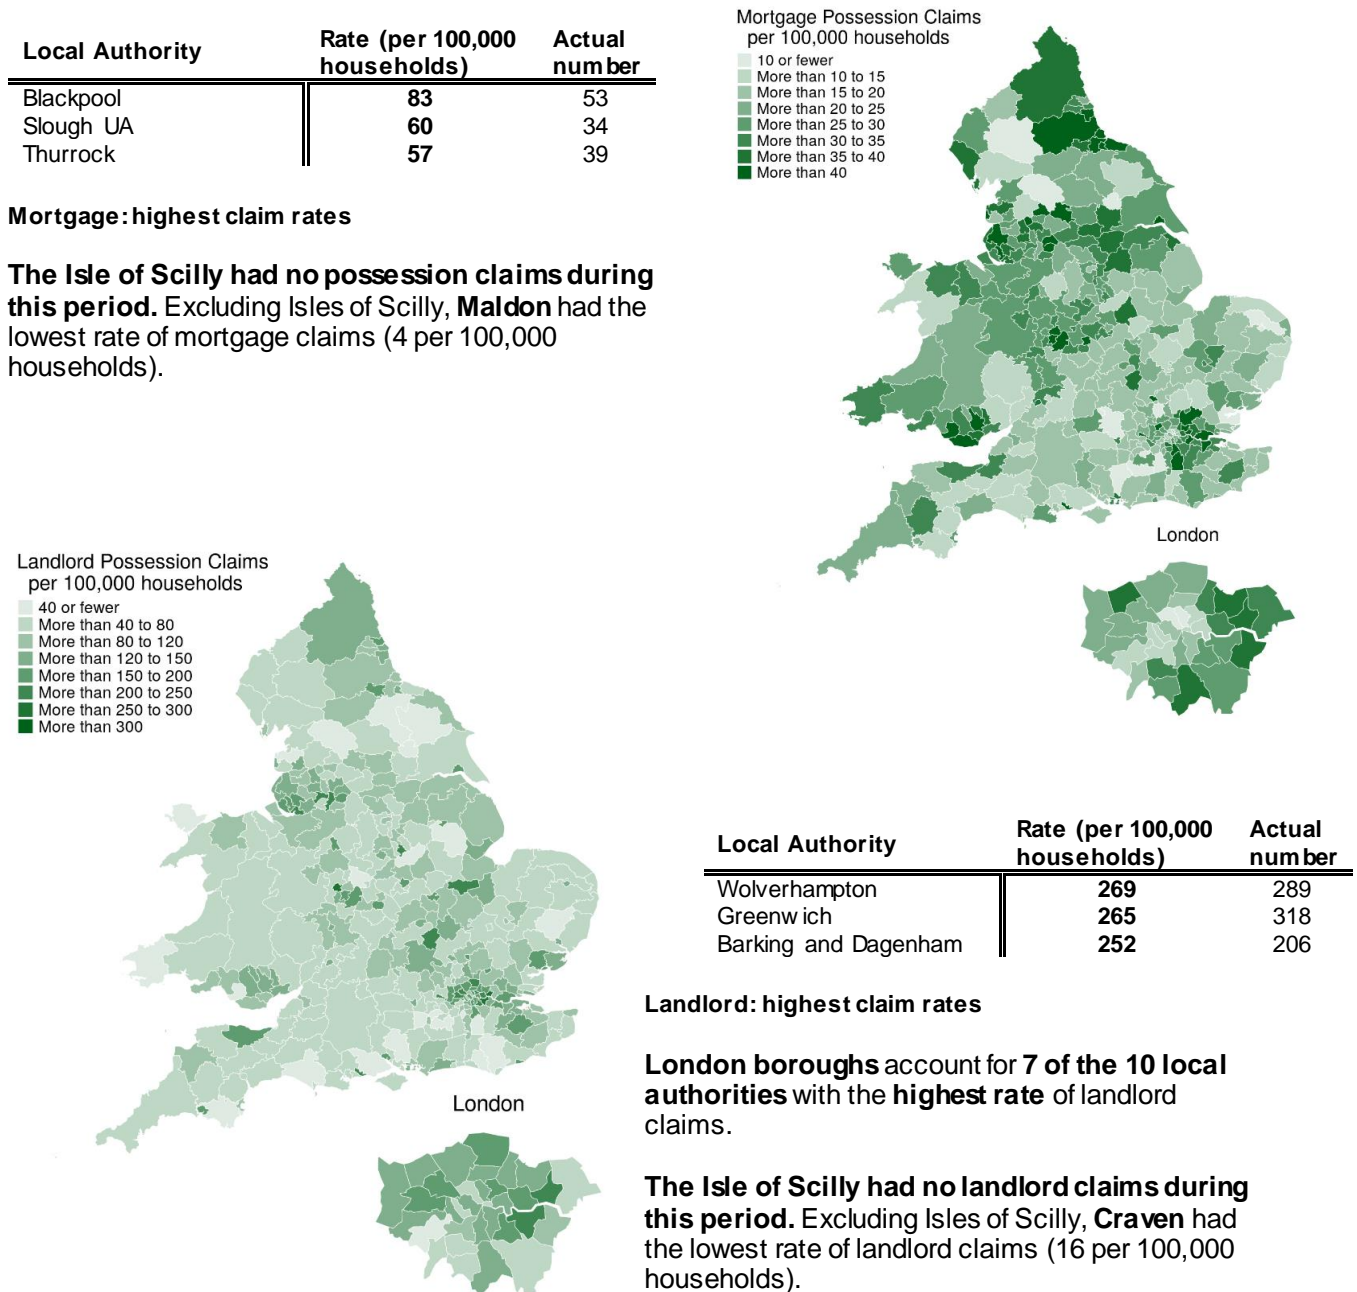 Local Authority
Rate (per 100,000 households)
Actual number
Blackpool 83 53
Slough UA 60 34
Thurrock 57 39
Mortgage: highest claim rates
The Isle of Scilly had no possession claims during
this period. Excluding Isles of Scilly, Maldon had the
lowest rate of mortgage claims (4 per 100,000
households).
Mortgage Possession Claims
per 100,000 households
10 or fewer
More than 10 to 15
More than 15 to 20
More than 20 to 25
More than 25 to 30
More than 30 to 35
More than 35 to 40
More than 40
London
Landlord Possession Claims
per 100,000 households
40 or fewer
More than 40 to 80
More than 80 to 120
More than 120 to 150
More than 150 to 200
More than 200 to 250
More than 250 to 300
More than 300
London
Local Authority
Rate (per 100,000 households)
Actual number
Wolverhampton 269 289
Greenwich 265 318
Barking and Dagenham 252 206
Landlord: highest claim rates
London boroughs account for 7 of the 10 local
authorities with the highest rate of landlord
claims.
The Isle of Scilly had no landlord claims during
this period. Excluding Isles of Scilly, Craven had
the lowest rate of landlord claims (16 per 100,000
households).